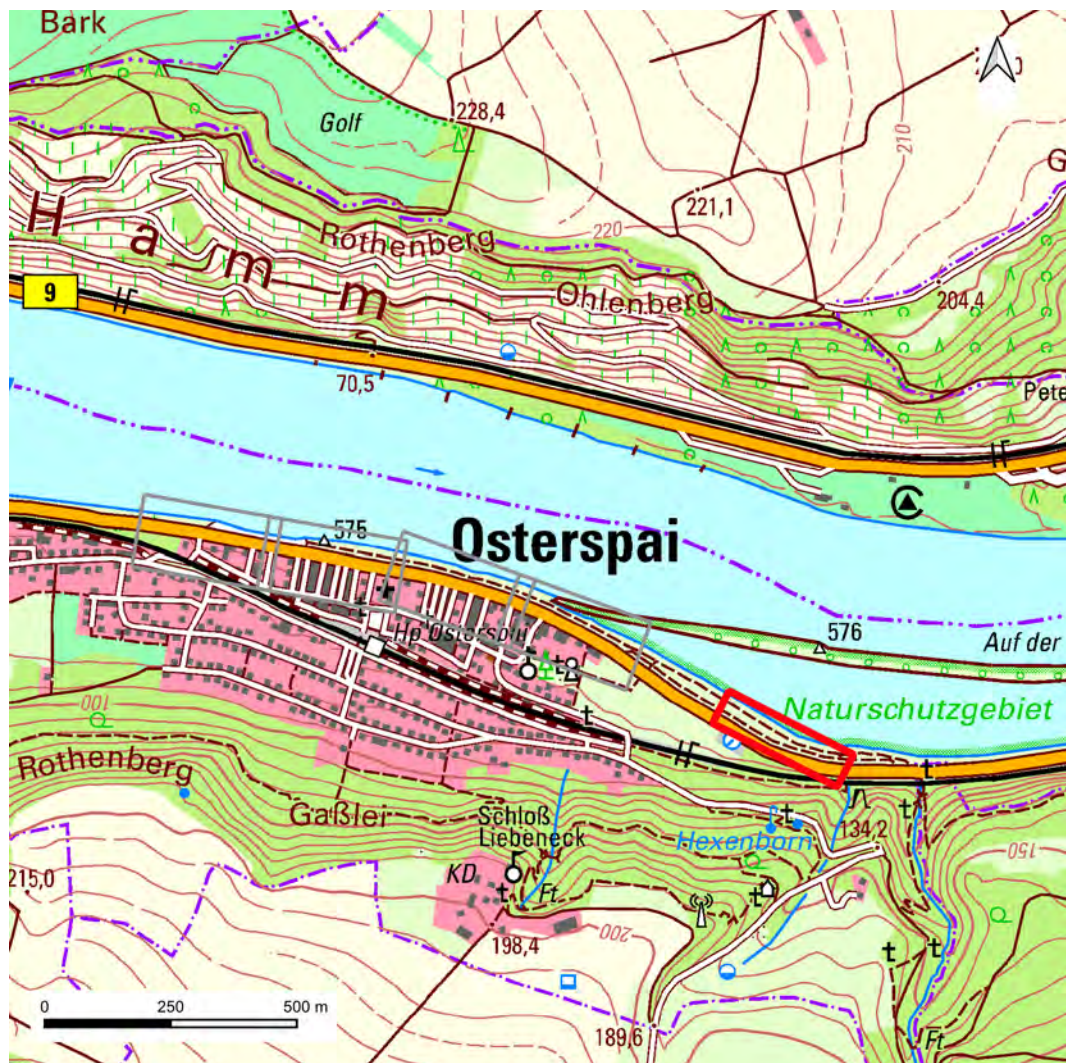 Bark
228,4
Golf
210
G
221,1
220
Rothenberg
Hamm
9
Ohlenberg
204,4
70,5
Pete
575
Osterspai
576
Auf der
Naturschutzgebiet
100
Rothenberg
Gaßlei
Schloß
Liebeneck
Hexenborn
134,2
150
KD
Ft
215,0
198,4
200
189,6
Ft
0 250 500 m